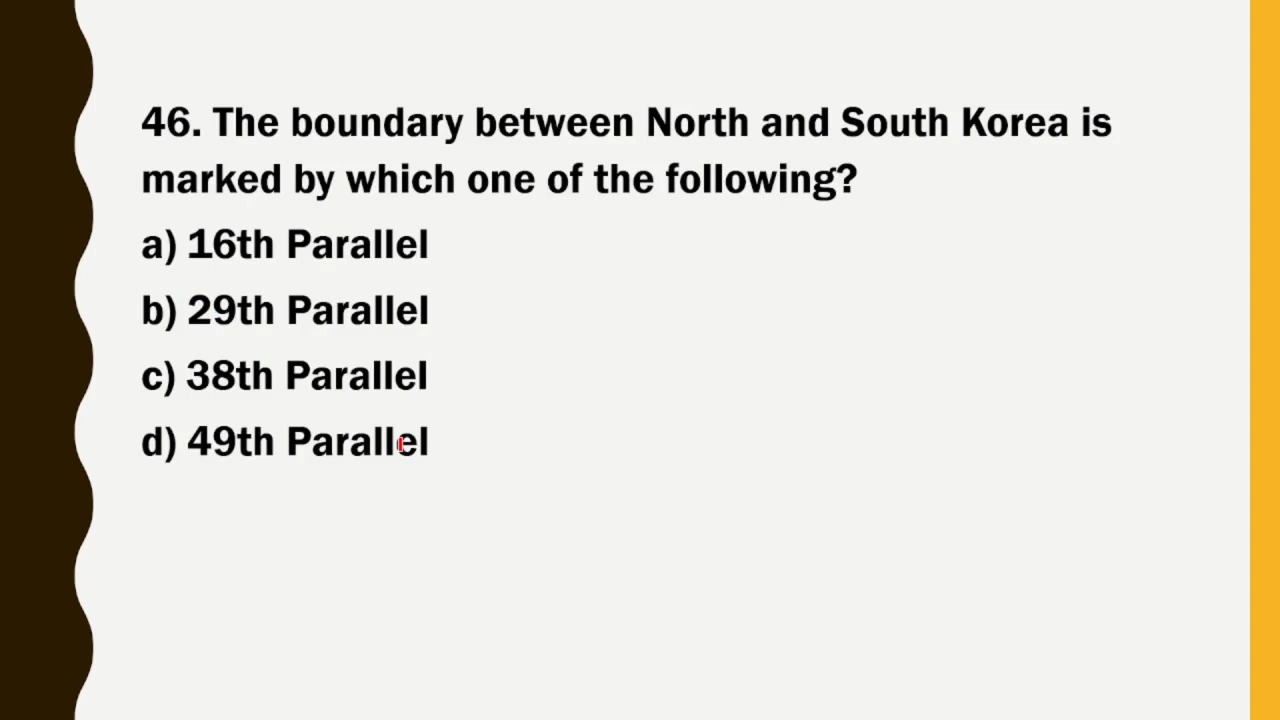 46. The boundary between North and South Korea is
marked by which one of the following?
a) 16th Parallel
b) 29th Parallel
c) 38th Parallel
d) 49th Parallel